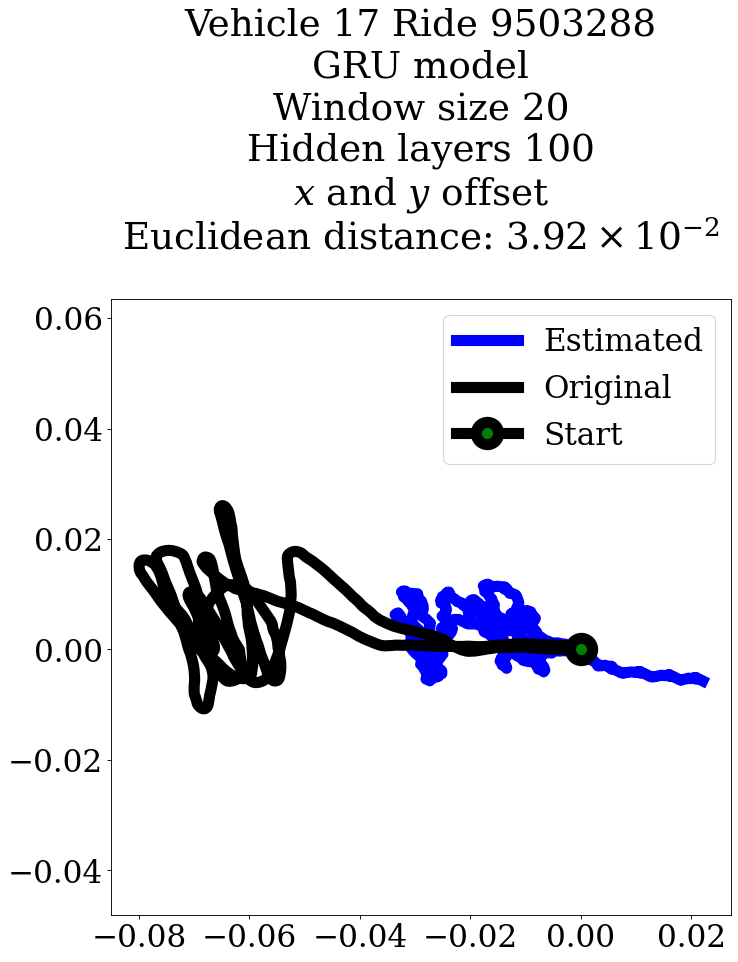 Vehicle 17 Ride 9503288
GRU model
Window size 20
Hidden layers 100
x and y offset
Euclidean distance: 3.92 × 10⁻²
Estimated
Original
Start
0.06
0.04
0.02
0.00
−0.02
−0.04
−0.08 −0.06 −0.04 −0.02 0.00 0.02